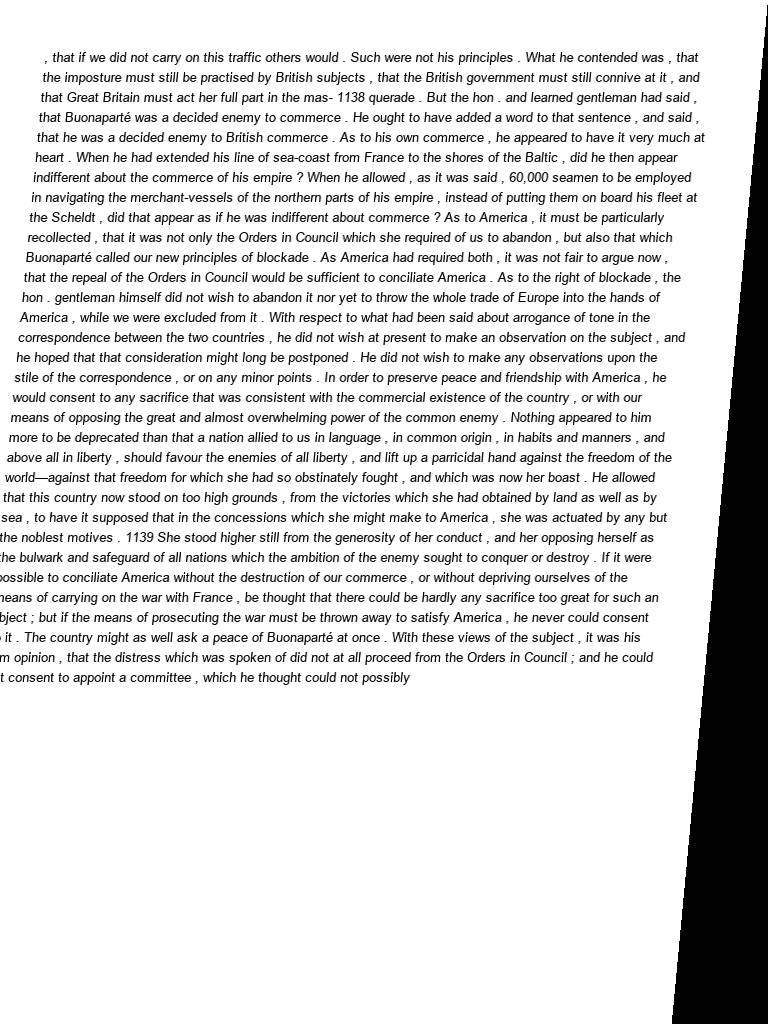 , that if we did not carry on this traffic others would . Such were not his principles . What he contended was , that
the imposture must still be practised by British subjects , that the British government must still connive at it , and
that Great Britain must act her full part in the mas- 1138 querade . But the hon . and learned gentleman had said ,
that Buonaparté was a decided enemy to commerce . He ought to have added a word to that sentence , and said ,
that he was a decided enemy to British commerce . As to his own commerce , he appeared to have it very much at
heart . When he had extended his line of sea-coast from France to the shores of the Baltic , did he then appear
indifferent about the commerce of his empire ? When he allowed , as it was said , 60,000 seamen to be employed
in navigating the merchant-vessels of the northern parts of his empire , instead of putting them on board his fleet at
the Scheldt , did that appear as if he was indifferent about commerce ? As to America , it must be particularly
recollected , that it was not only the Orders in Council which she required of us to abandon , but also that which
Buonaparté called our new principles of blockade . As America had required both , it was not fair to argue now ,
that the repeal of the Orders in Council would be sufficient to conciliate America . As to the right of blockade , the
hon . gentleman himself did not wish to abandon it nor yet to throw the whole trade of Europe into the hands of
America , while we were excluded from it . With respect to what had been said about arrogance of tone in the
correspondence between the two countries , he did not wish at present to make an observation on the subject , and
he hoped that that consideration might long be postponed . He did not wish to make any observations upon the
stile of the correspondence , or on any minor points . In order to preserve peace and friendship with America , he
would consent to any sacrifice that was consistent with the commercial existence of the country , or with our
means of opposing the great and almost overwhelming power of the common enemy . Nothing appeared to him
more to be deprecated than that a nation allied to us in language , in common origin , in habits and manners , and
above all in liberty , should favour the enemies of all liberty , and lift up a parricidal hand against the freedom of the
world—against that freedom for which she had so obstinately fought , and which was now her boast . He allowed
that this country now stood on too high grounds , from the victories which she had obtained by land as well as by
sea , to have it supposed that in the concessions which she might make to America , she was actuated by any but
the noblest motives . 1139 She stood higher still from the generosity of her conduct , and her opposing herself as
the bulwark and safeguard of all nations which the ambition of the enemy sought to conquer or destroy . If it were
possible to conciliate America without the destruction of our commerce , or without depriving ourselves of the
means of carrying on the war with France , be thought that there could be hardly any sacrifice too great for such an
bject ; but if the means of prosecuting the war must be thrown away to satisfy America , he never could consent
it . The country might as well ask a peace of Buonaparté at once . With these views of the subject , it was his
m opinion , that the distress which was spoken of did not at all proceed from the Orders in Council ; and he could
t consent to appoint a committee , which he thought could not possibly